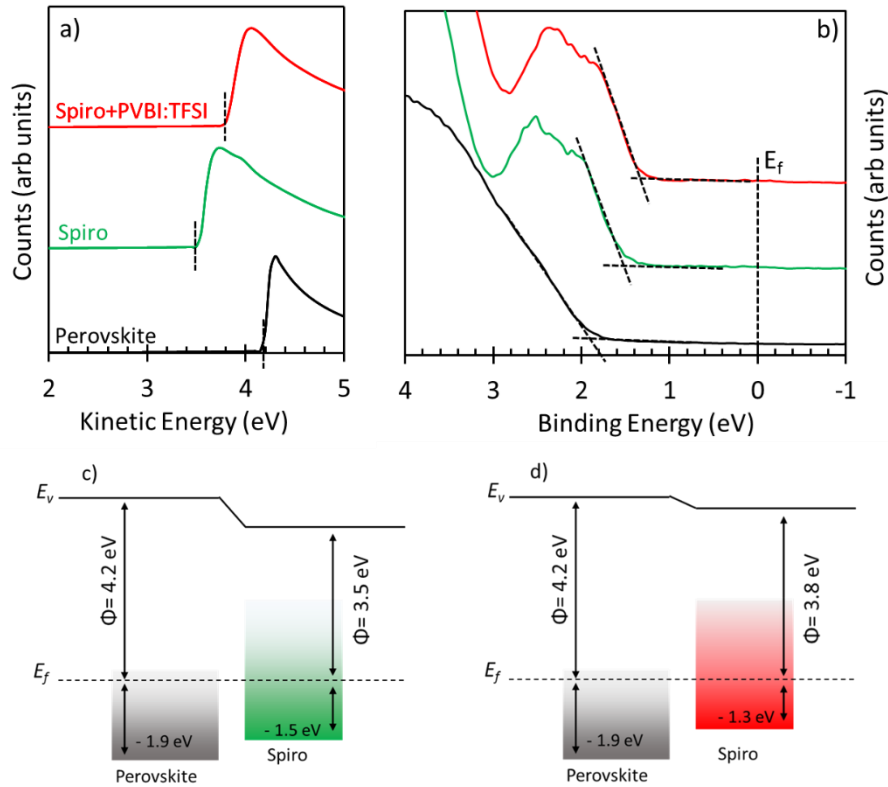 a)
Spiro+PVBI:TFSI
Spiro
Perovskite
Counts (arb units)
2 3 4 5
Kinetic Energy (eV)
b)
E_f
Counts (arb units)
4 3 2 1 0 -1
Binding Energy (eV)
c)
E_v
Φ= 4.2 eV
Φ= 3.5 eV
E_f
- 1.9 eV
- 1.5 eV
Perovskite
Spiro
d)
E_v
Φ= 4.2 eV
Φ= 3.8 eV
E_f
- 1.9 eV
- 1.3 eV
Perovskite
Spiro